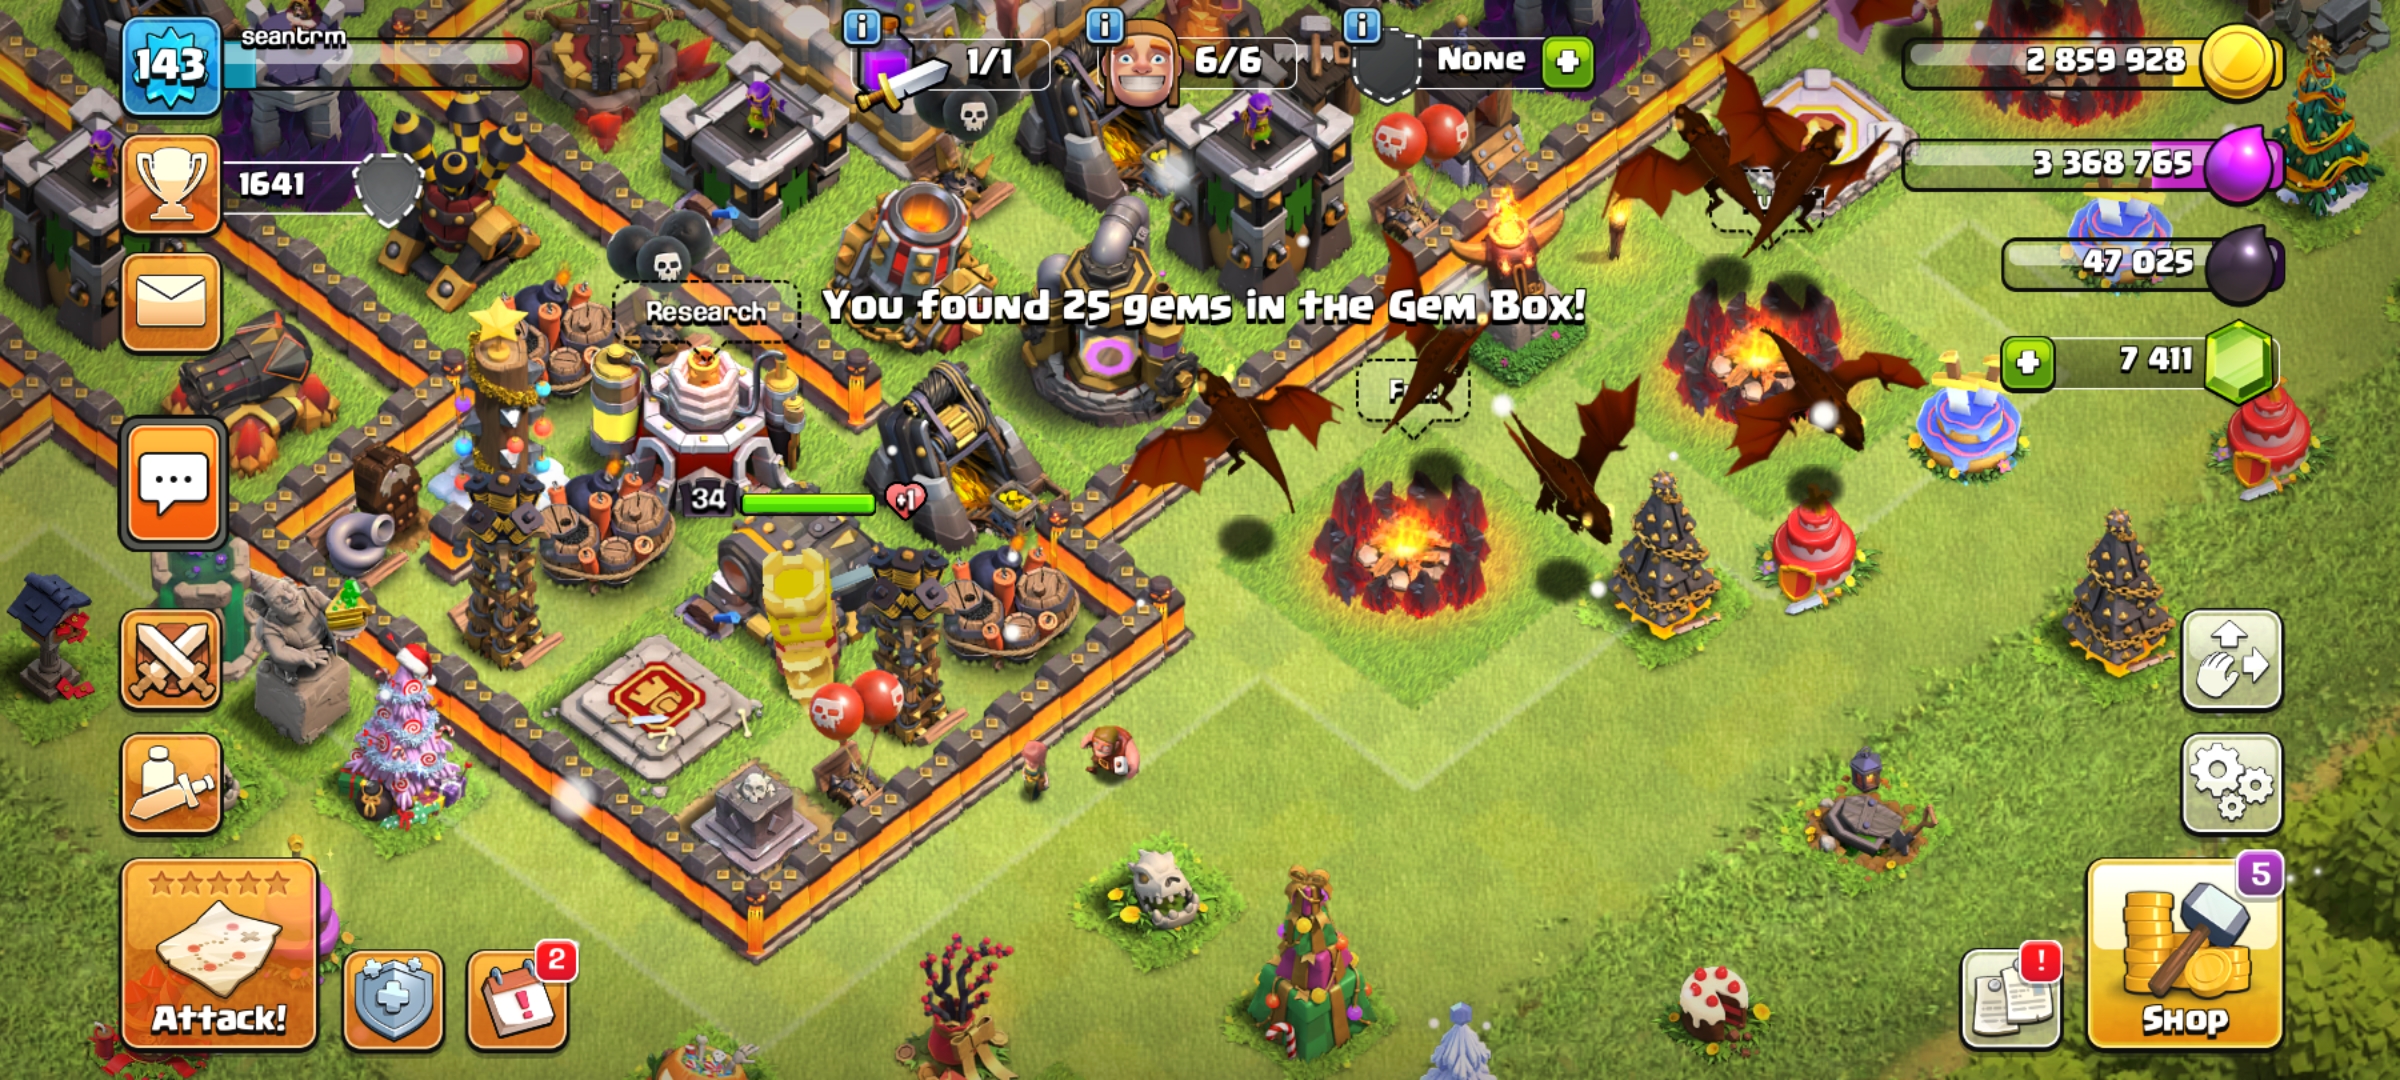 143
seantrm
1/1
6/6
None
2 859 928
1641
3 368 765
47 025
Research
You found 25 gems in the Gem Box!
7 411
34
+1
5
2
Attack!
Shop